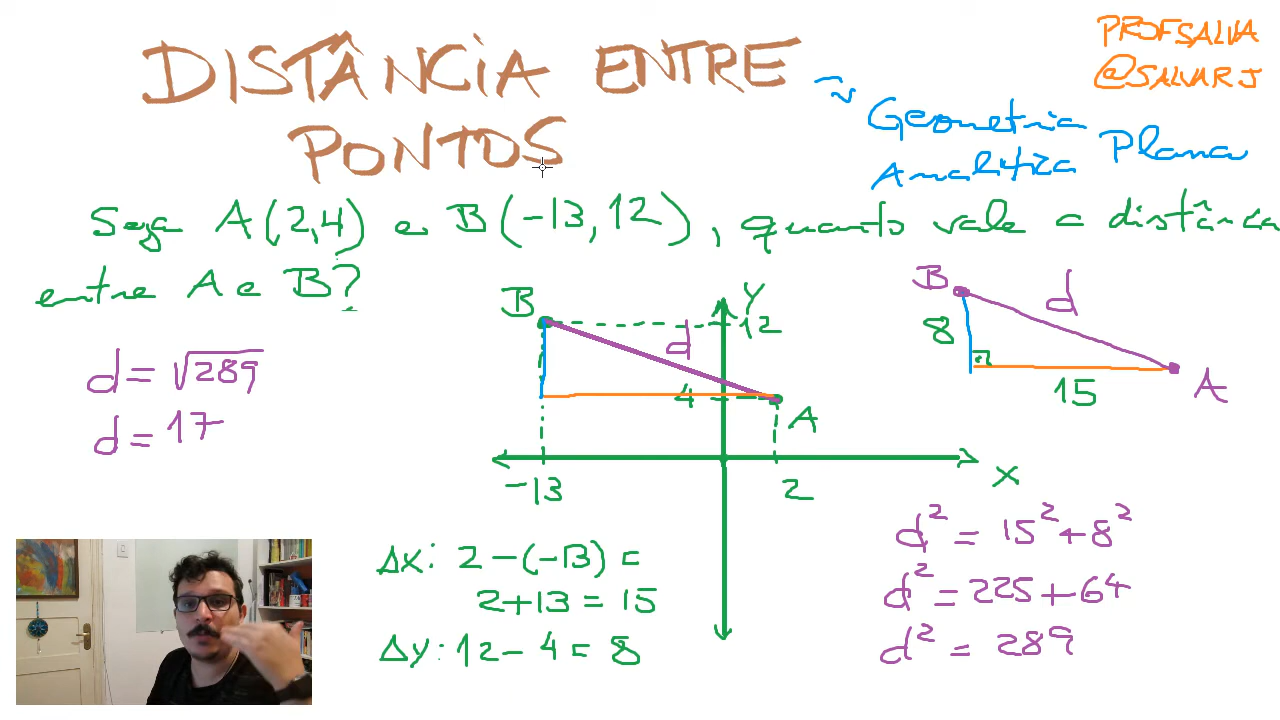 DISTÂNCIA ENTRE
PONTOS
PROFSALVA
@SALVARJ
Geometria
Analítica Plana
Seja A(2,4) e B(-13,12), quanto vale a distância
entre A e B?
d = √289
d = 17
B
Y
12
d
4
A
-13
2
X
B
d
8
15
A
Δx: 2-(-13) =
2+13 = 15
Δy: 12-4 = 8
d² = 15²+8²
d² = 225+64
d² = 289